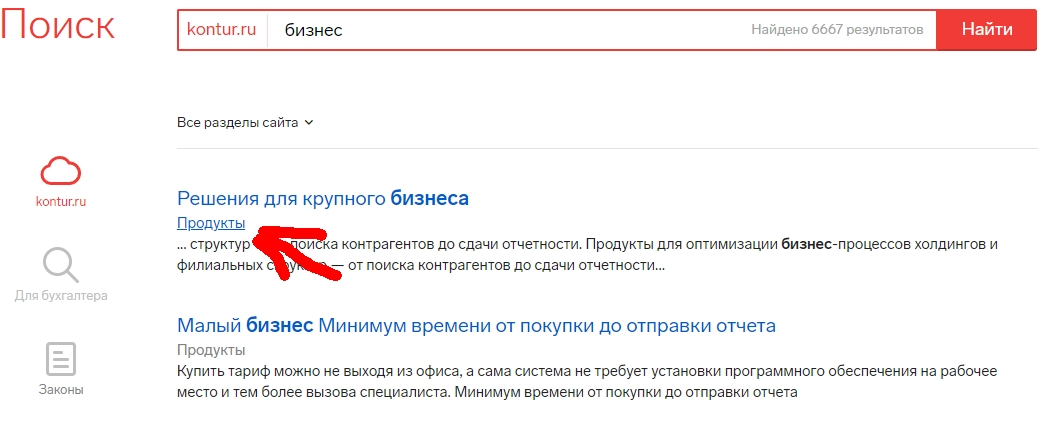 Поиск
kontur.ru бизнес Найдено 6667 результатов Найти
Все разделы сайта
kontur.ru
Для бухгалтера
Законы
Решения для крупного бизнеса
Продукты
... структур поиска контрагентов до сдачи отчетности. Продукты для оптимизации бизнес-процессов холдингов и
филиальных — от поиска контрагентов до сдачи отчетности...
Малый бизнес Минимум времени от покупки до отправки отчета
Продукты
Купить тариф можно не выходя из офиса, а сама система не требует установки программного обеспечения на рабочее
место и тем более вызова специалиста. Минимум времени от покупки до отправки отчета